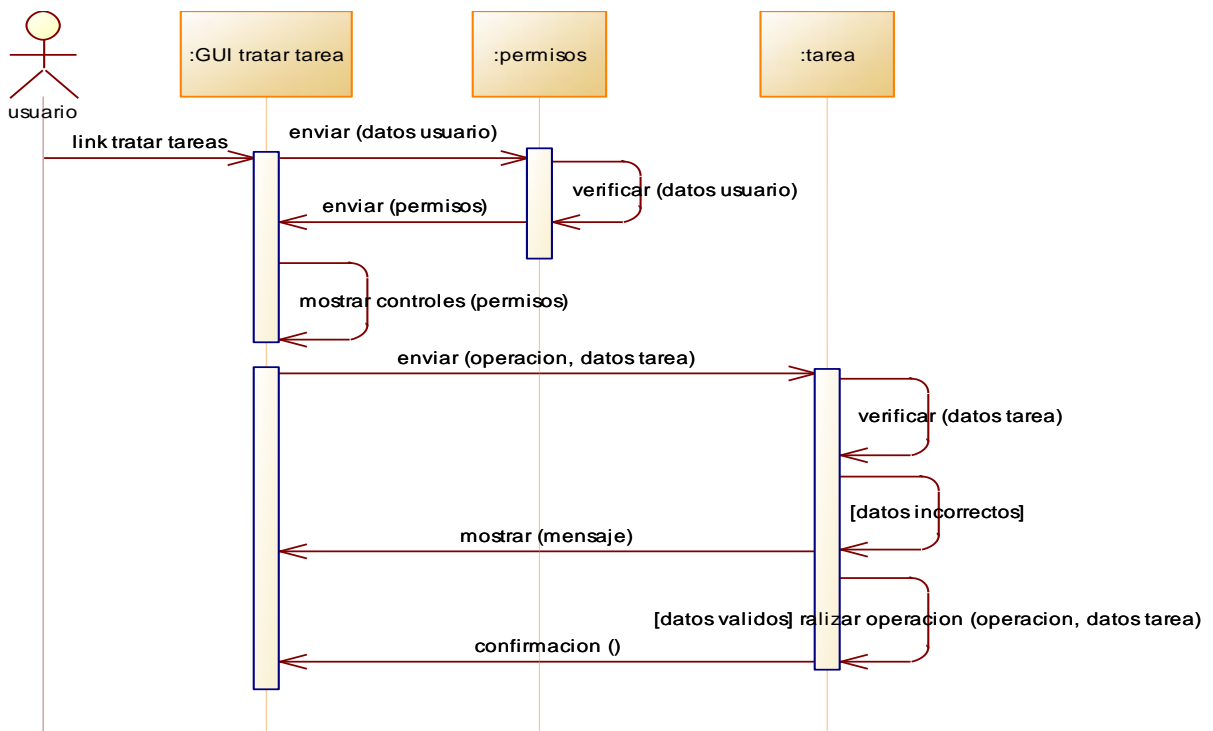 :GUI tratar tarea
:permisos
:tarea
usuario
link tratar tareas
enviar (datos usuario)
verificar (datos usuario)
enviar (permisos)
mostrar controles (permisos)
enviar (operacion, datos tarea)
verificar (datos tarea)
[datos incorrectos]
mostrar (mensaje)
[datos validos] ralizar operacion (operacion, datos tarea)
confirmacion ()